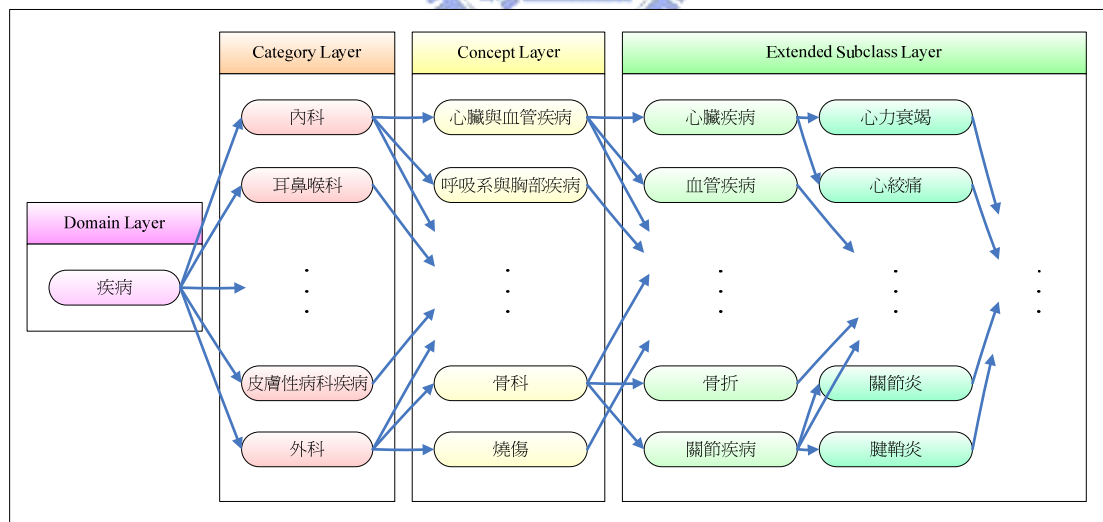 Domain Layer
疾病
Category Layer
內科
耳鼻喉科
皮膚性病科疾病
外科
Concept Layer
心臟與血管疾病
呼吸系與胸部疾病
骨科
燒傷
Extended Subclass Layer
心臟疾病
心力衰竭
血管疾病
心絞痛
骨折
關節炎
關節疾病
腱鞘炎